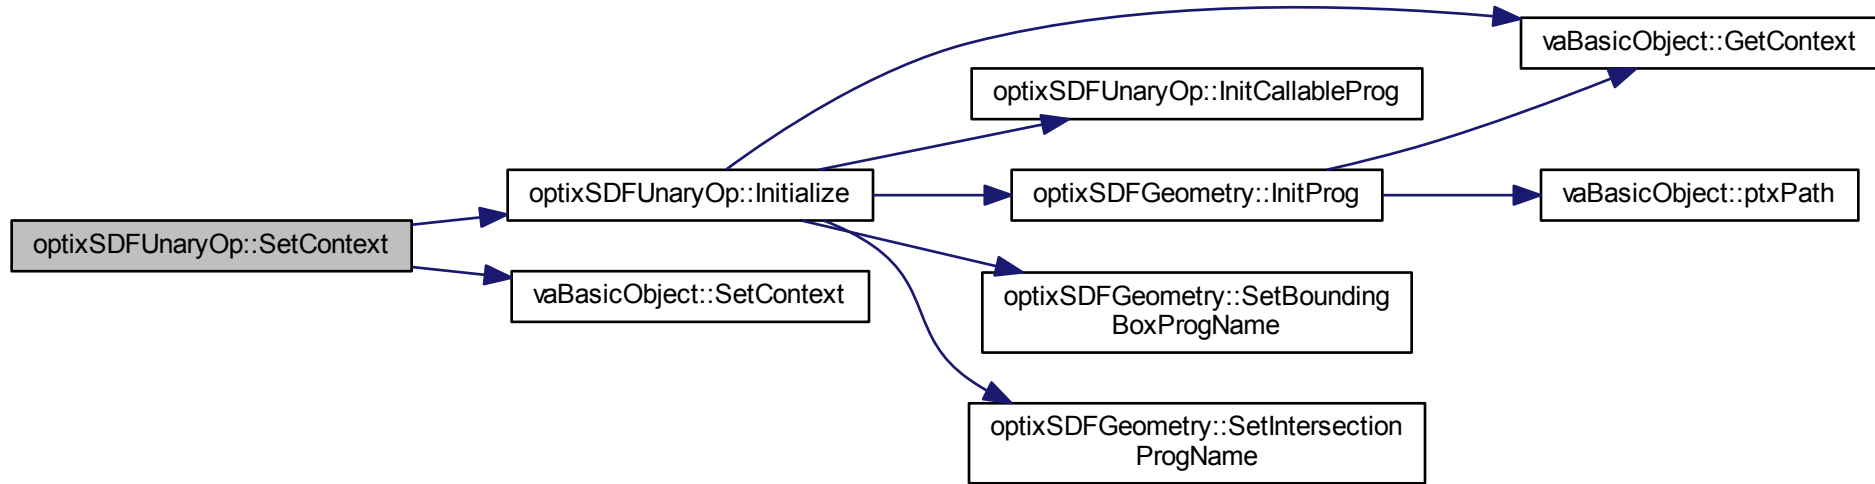 optixSDFUnaryOp::SetContext
optixSDFUnaryOp::Initialize
vaBasicObject::SetContext
vaBasicObject::GetContext
optixSDFUnaryOp::InitCallableProg
optixSDFGeometry::InitProg
vaBasicObject::ptxPath
optixSDFGeometry::SetBounding
BoxProgName
optixSDFGeometry::SetIntersection
ProgName